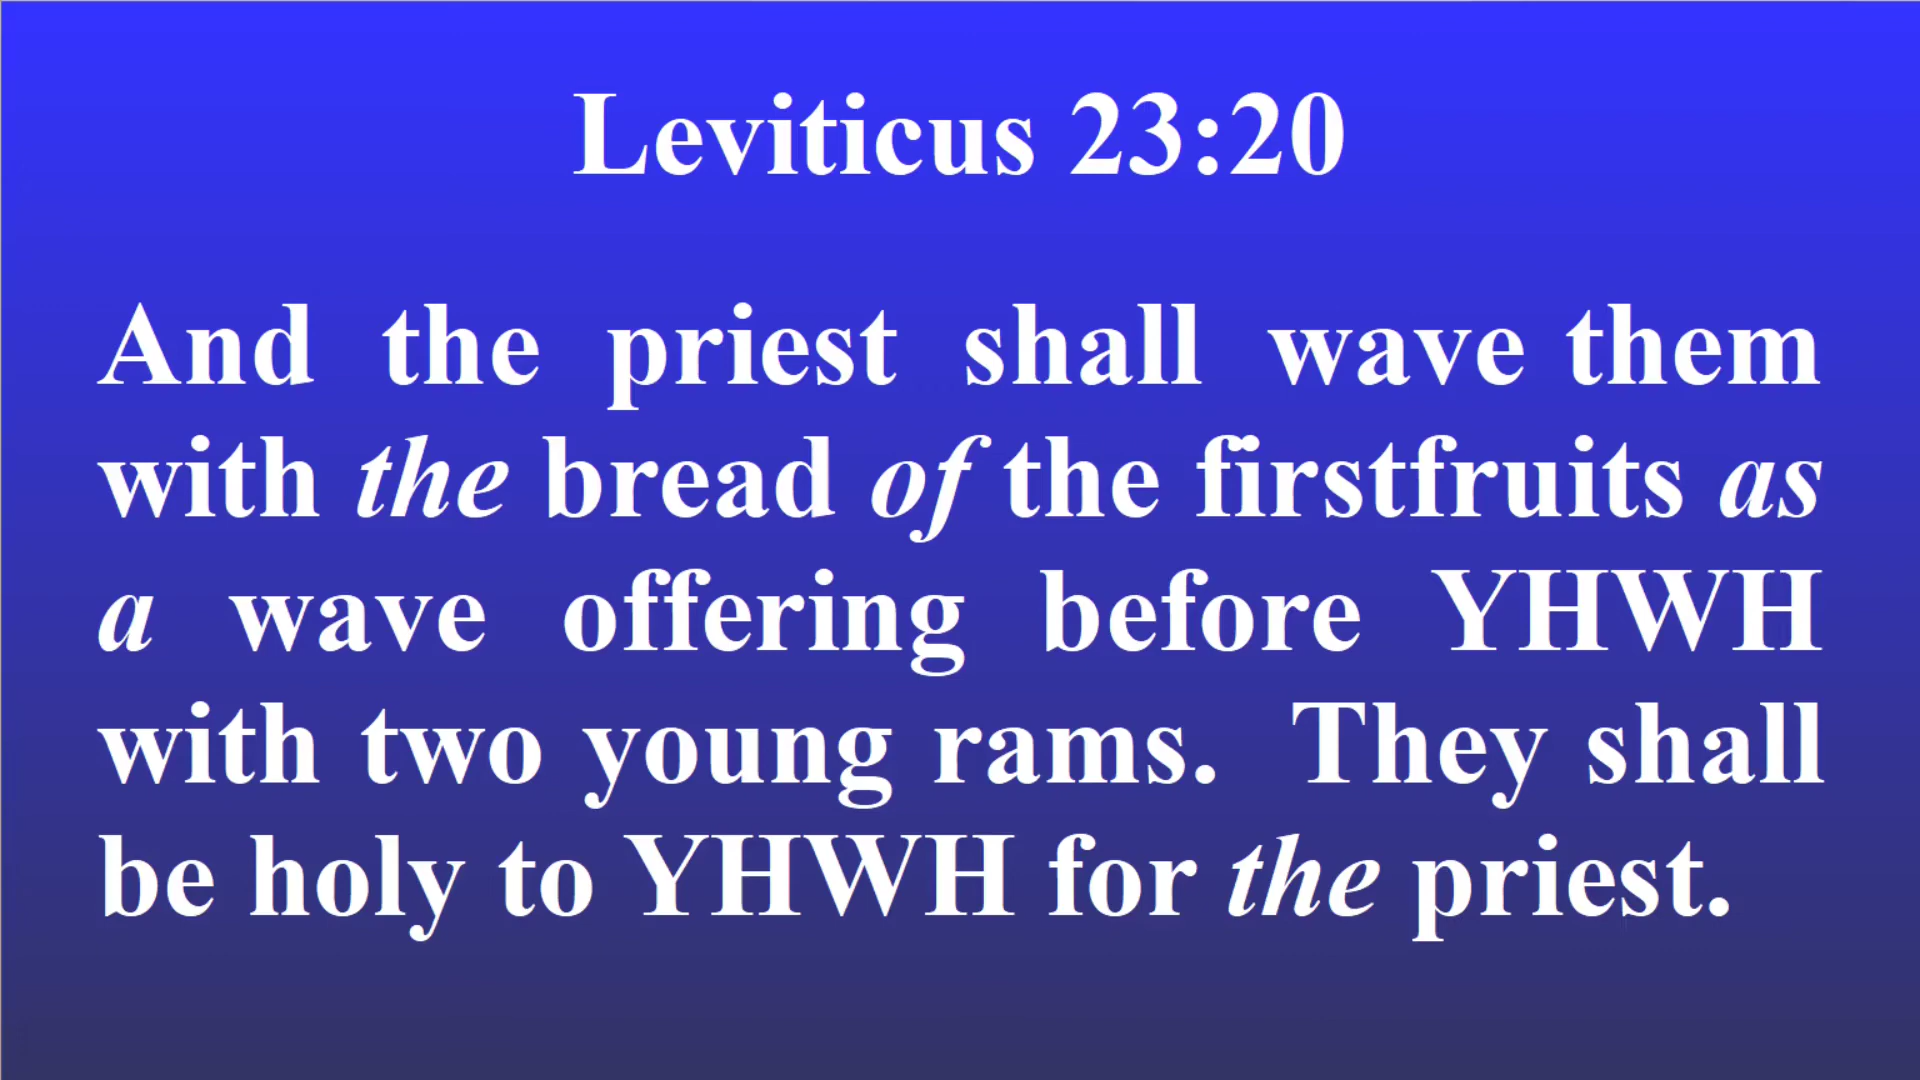 Leviticus 23:20
And the priest shall wave them
with the bread of the firstfruits as
a wave offering before YHWH
with two young rams. They shall
be holy to YHWH for the priest.